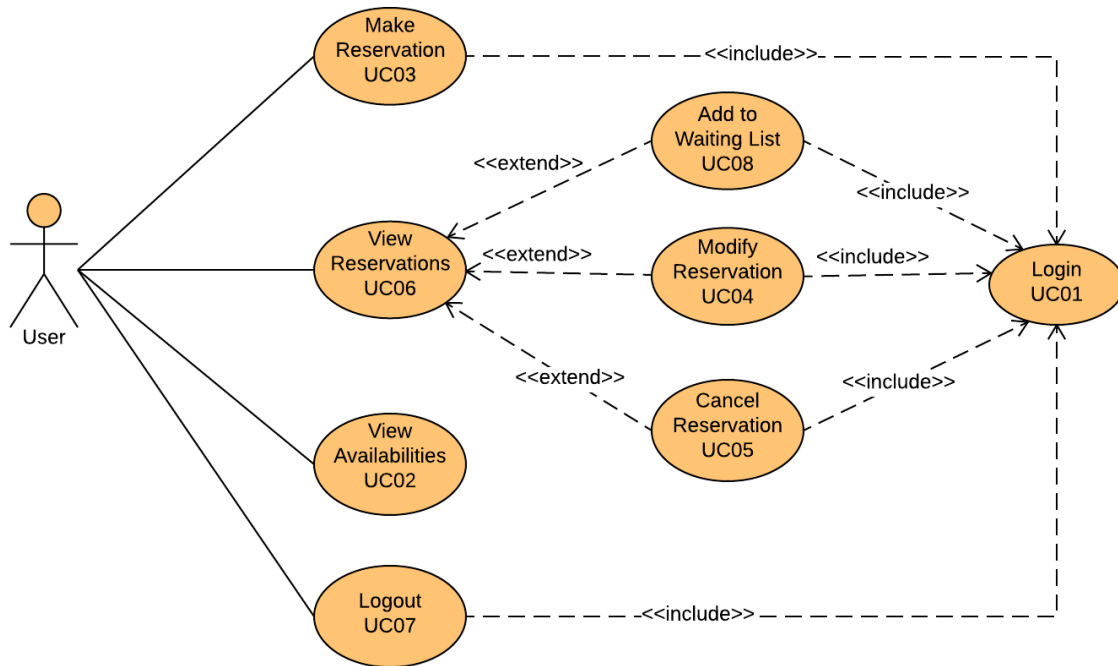 Make
Reservation
UC03
<<include>>
Add to
Waiting List
UC08
<<extend>>
<<include>>
View
Reservations
UC06
<<extend>>
Modify
Reservation
UC04
<<include>>
Login
UC01
User
<<extend>>
Cancel
Reservation
UC05
<<include>>
View
Availabilities
UC02
Logout
UC07
<<include>>